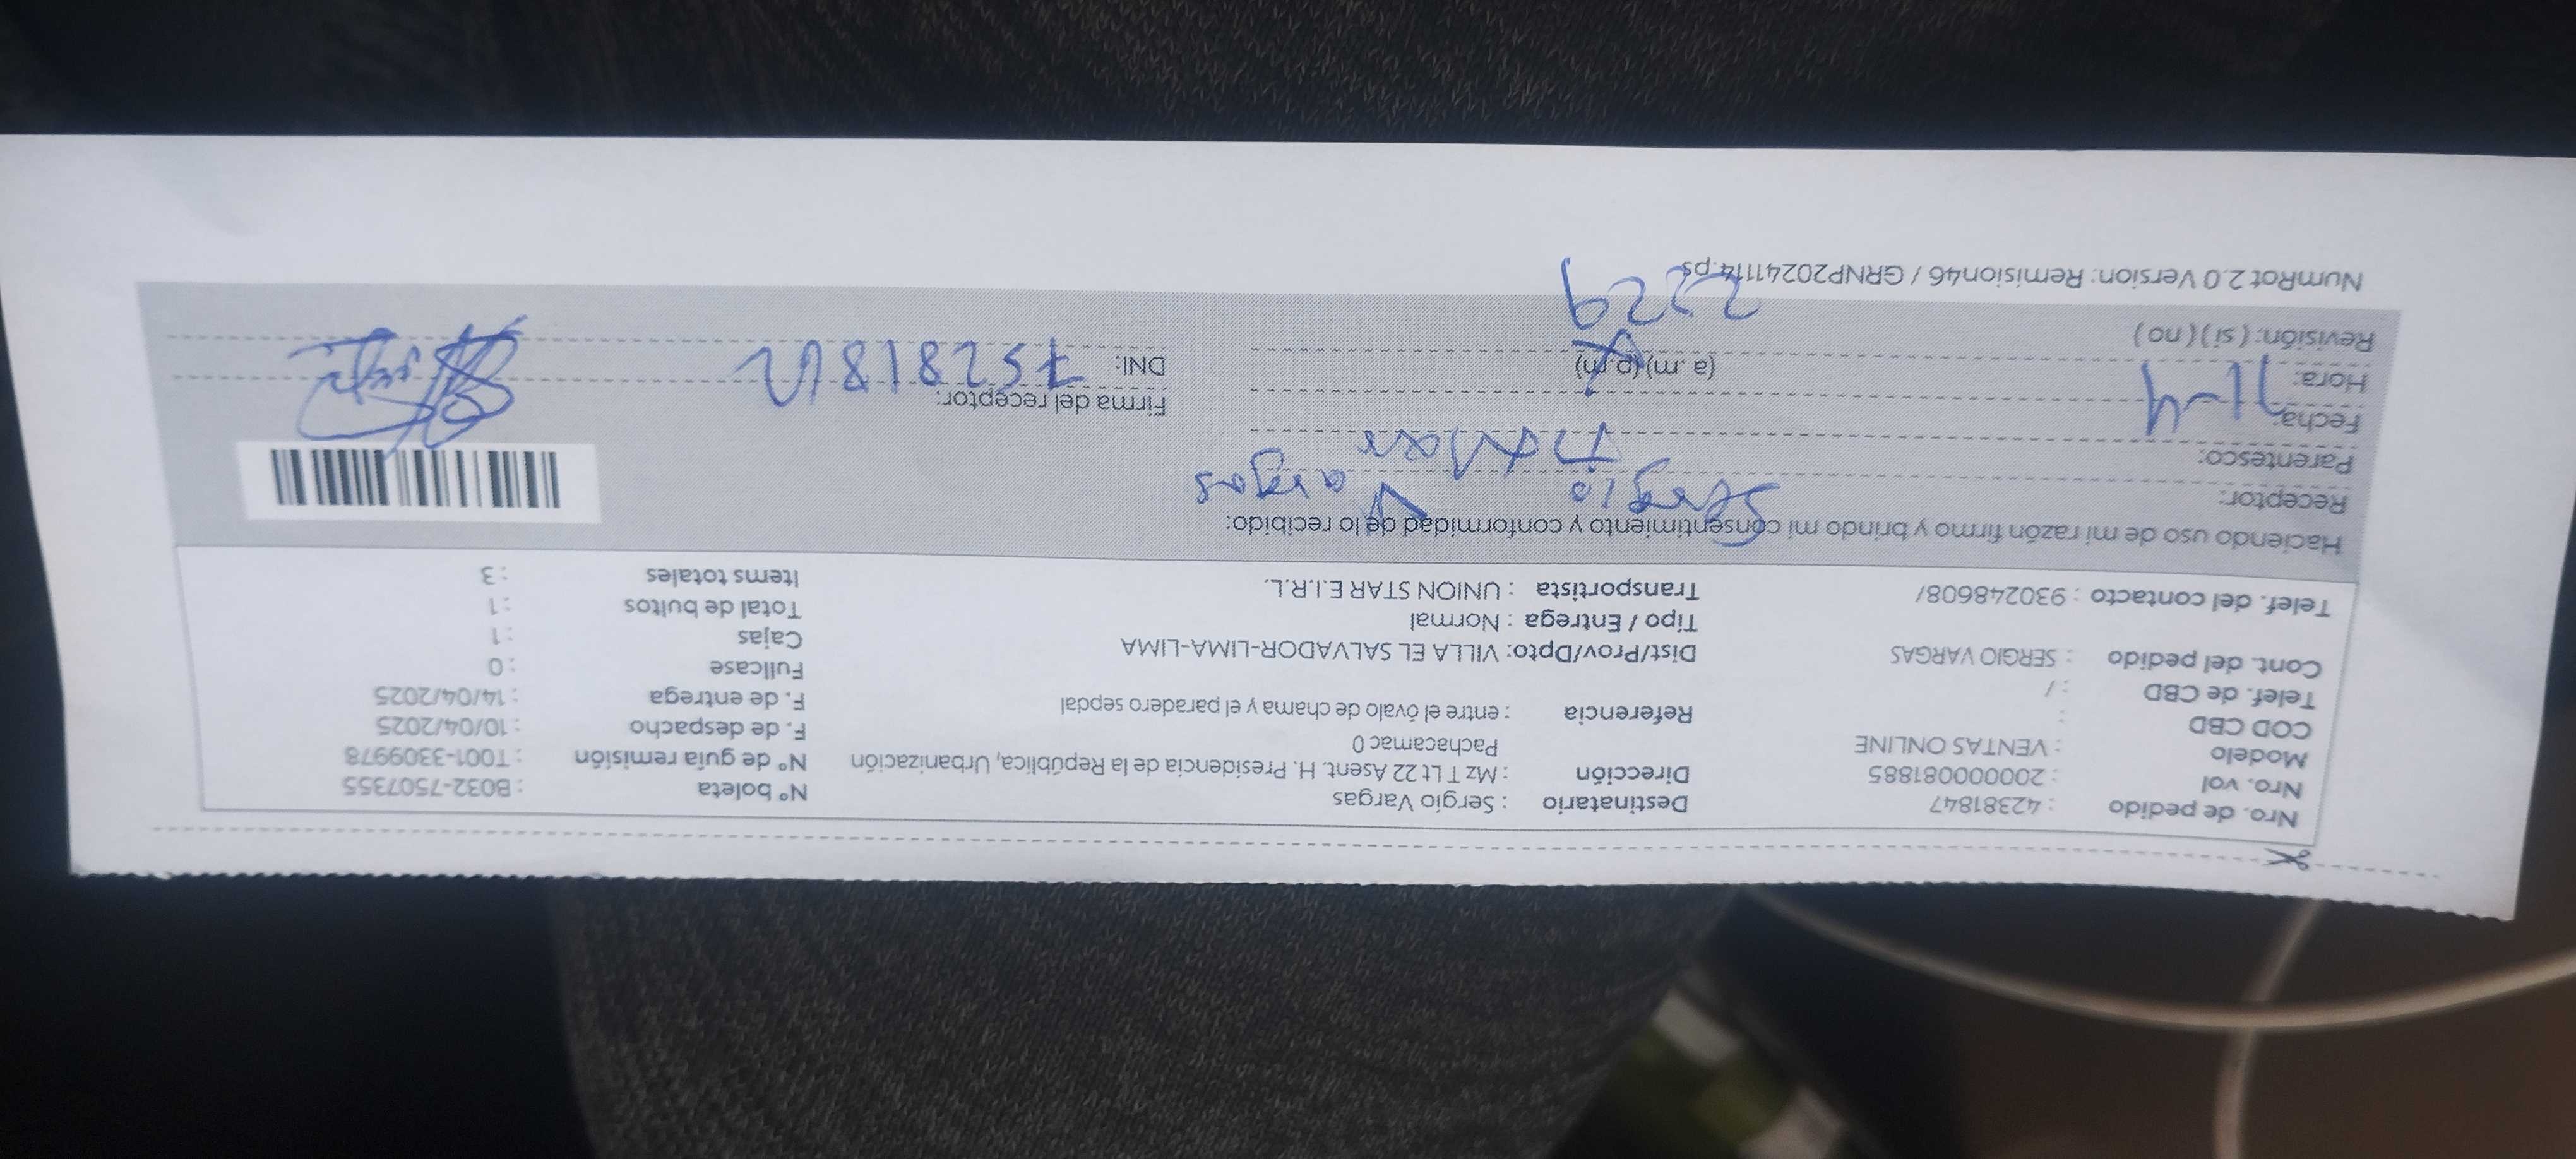 Nro. de pedido : 42381847 Destinatario : Sergio Vargas Nº boleta : B032-7507355
Nro. vol : 20000081885 Dirección : Mz T Lt 22 Asent. H. Presidencia de la República, Urbanización Nº de guía remisión : T001-3309978
Modelo : VENTAS ONLINE Pachacamac 0 F. de despacho : 10/04/2025
COD CBD : Referencia : entre el óvalo de chama y el paradero sepdal F. de entrega : 14/04/2025
Telef. de CBD : / Fullcase : 0
Cont. del pedido : SERGIO VARGAS Dist/Prov/Dpto: VILLA EL SALVADOR-LIMA-LIMA Cajas : 1
Tipo / Entrega : Normal Total de bultos : 1
Telef. del contacto : 930248608/ Transportista : UNION STAR E.I.R.L. Items totales : 3
Haciendo uso de mi razón firmo y brindo mi consentimiento y conformidad de lo recibido:
Receptor: Sergio Vargas
Parentesco:
Fecha: 11-4 Firma del receptor:
Hora: (a.m)(p.m) DNI: 752818
Revisión: ( si ) ( no ) 2229
NumRot 2.0 Version: Remision46 / GRNP20241114.ps